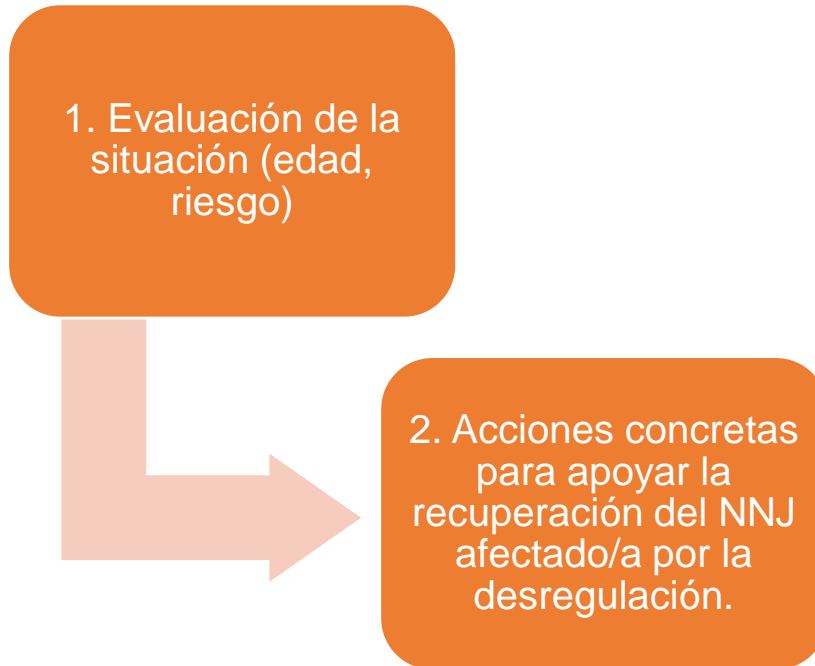 1. Evaluación de la
situación (edad,
riesgo)
2. Acciones concretas
para apoyar la
recuperación del NNJ
afectado/a por la
desregulación.